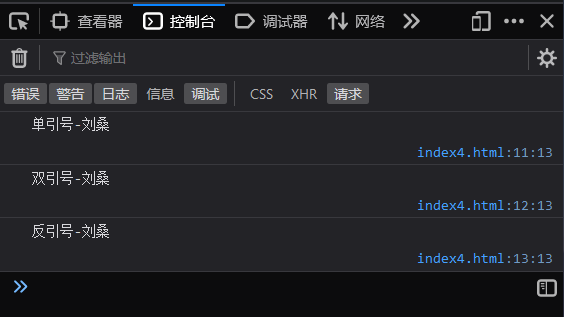 查看器 控制台 调试器 网络
过滤输出
错误 警告 日志 信息 调试 CSS XHR 请求
单引号-刘桑
index4.html:11:13
双引号-刘桑
index4.html:12:13
反引号-刘桑
index4.html:13:13